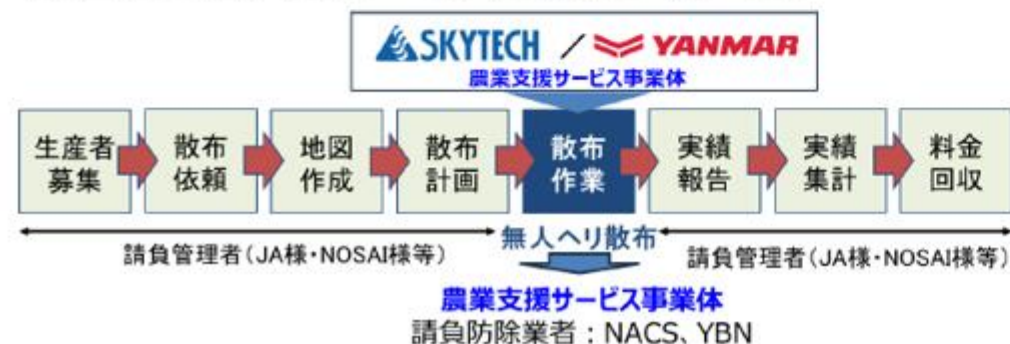 SKYTECH / YANMAR
農業支援サービス事業体
生産者募集
散布依頼
地図作成
散布計画
散布作業
実績報告
実績集計
料金回収
請負管理者(JA様・NOSAI様等)
無人ヘリ散布
請負管理者(JA様・NOSAI様等)
農業支援サービス事業体
請負防除業者:NACS、YBN